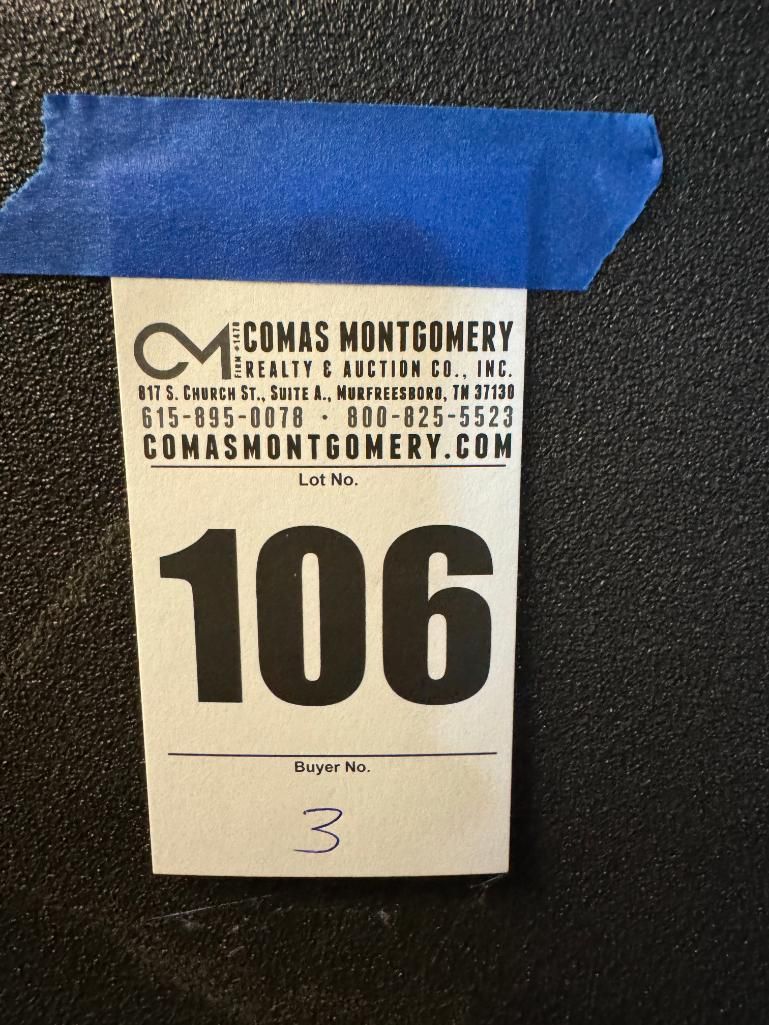 CM FIRM #1478 COMAS MONTGOMERY
REALTY & AUCTION CO., INC.
817 S. CHURCH ST., SUITE A., MURFREESBORO, TN 37130
615-895-0078 · 800-825-5523
COMASMONTGOMERY.COM
Lot No.
106
Buyer No.
3